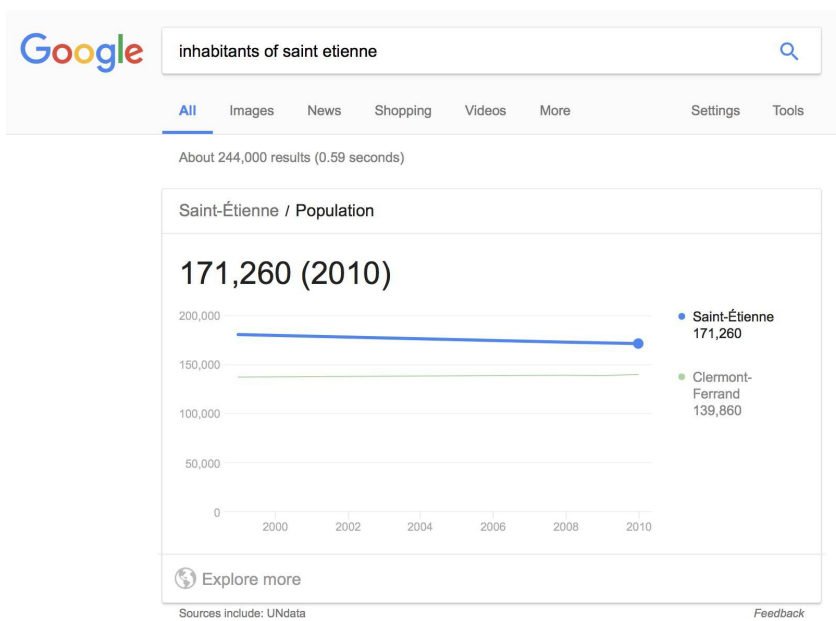 Google
inhabitants of saint etienne
All Images News Shopping Videos More Settings Tools
About 244,000 results (0.59 seconds)
Saint-Étienne / Population
171,260 (2010)
200,000
150,000
100,000
50,000
0
2000 2002 2004 2006 2008 2010
Saint-Étienne
171,260
Clermont-
Ferrand
139,860
Explore more
Sources include: UNdata Feedback